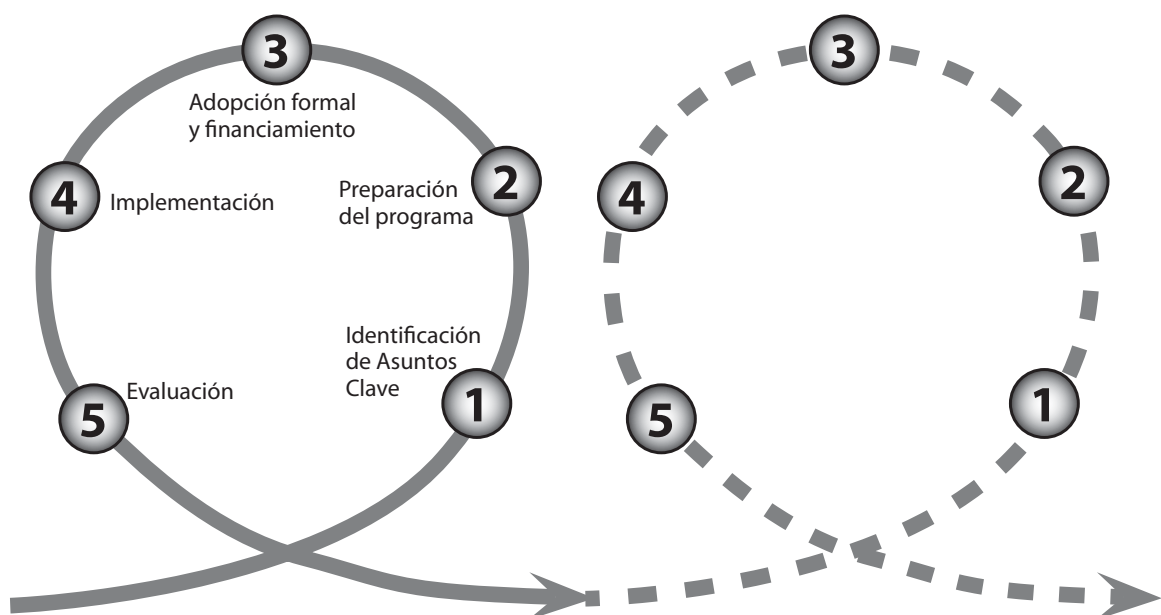 3
Adopción formal
y financiamiento
4
Implementación
2
Preparación
del programa
Identificación
de Asuntos
Clave
1
5
Evaluación
3
4
2
5
1